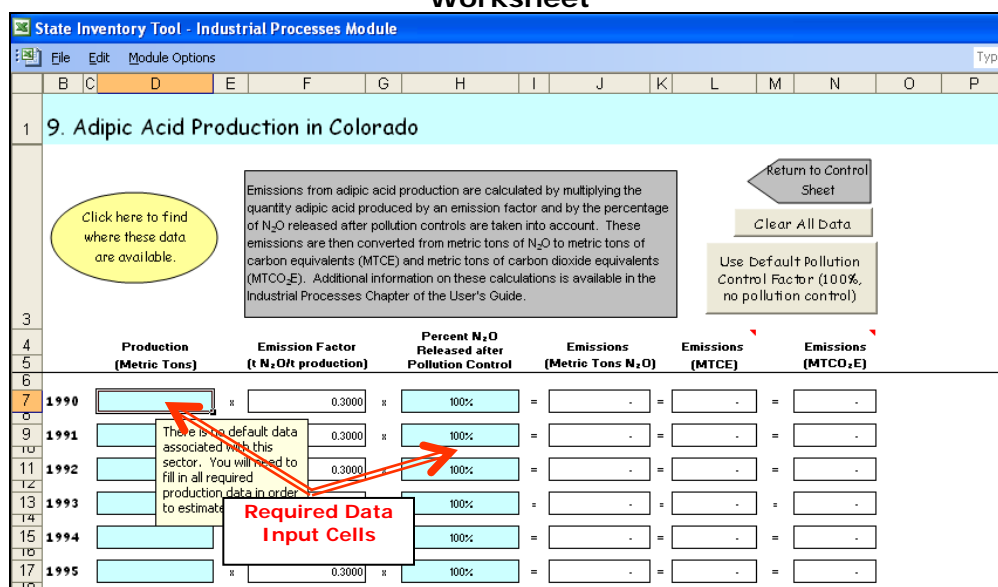 Worksheet
State Inventory Tool - Industrial Processes Module
File Edit Module Options
Typ
B C D E F G H I J K L M N O P
1 9. Adipic Acid Production in Colorado
Click here to find
where these data
are available.
Emissions from adipic acid production are calculated by multiplying the
quantity adipic acid produced by an emission factor and by the percentage
of N₂O released after pollution controls are taken into account. These
emissions are then converted from metric tons of N₂O to metric tons of
carbon equivalents (MTCE) and metric tons of carbon dioxide equivalents
(MTCO₂E). Additional information on these calculations is available in the
Industrial Processes Chapter of the User's Guide.
Return to Control
Sheet
Clear All Data
Use Default Pollution
Control Factor (100%,
no pollution control)
3
4
5
Production
(Metric Tons)
Emission Factor
(t N₂O/t production)
Percent N₂O
Released after
Pollution Control
Emissions
(Metric Tons N₂O)
Emissions
(MTCE)
Emissions
(MTCO₂E)
6
7 1990 x 0.3000 x 100% = - = - = -
8
9 1991 0.3000 x 100% = - = - = -
10
11 1992 0.3000 x 100% = - = - = -
12
13 1993 100% = - = - = -
14
15 1994 100% = - = - = -
16
17 1995 x 0.3000 x 100% = - = - = -
18
There is no default data
associated with this
sector. You will need to
fill in all required
production data in order
to estimate
Required Data
Input Cells